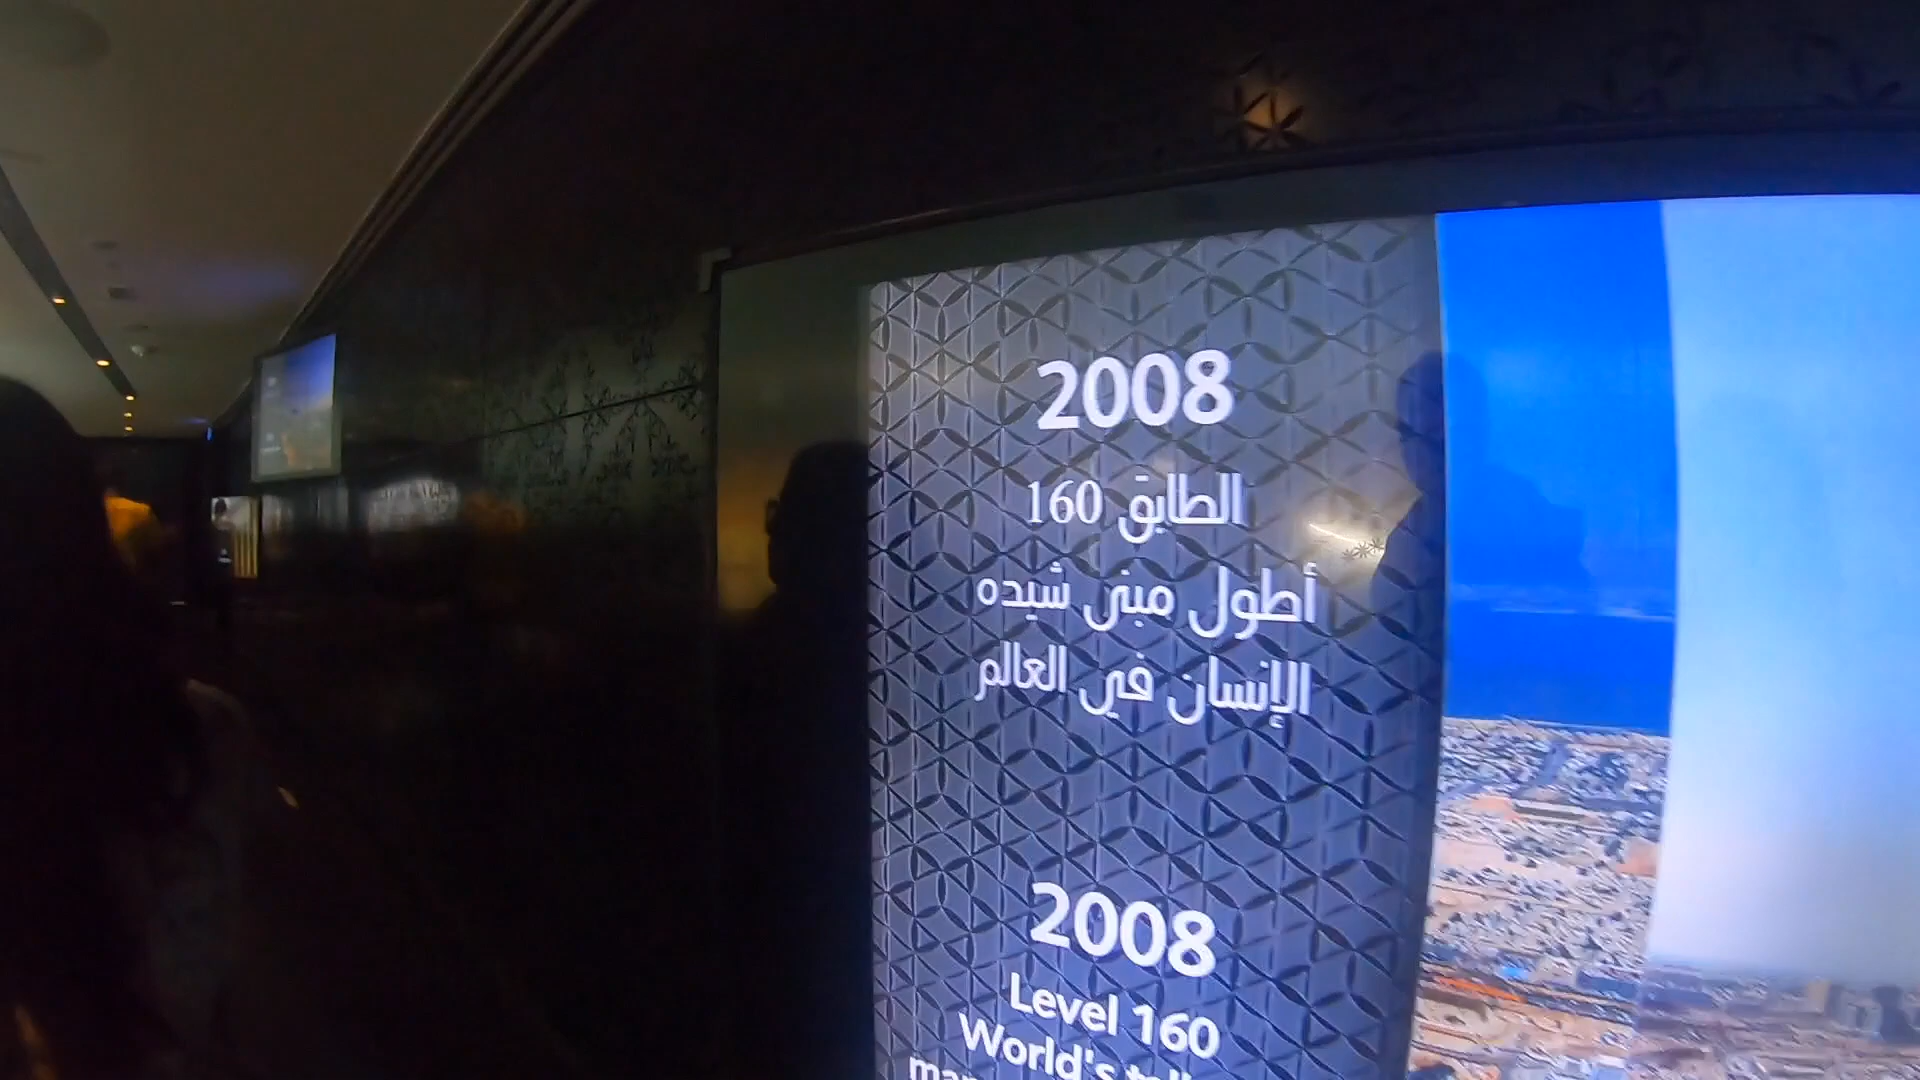 2008
الطابق 160
أطول مبنى شيده
الإنسان في العالم
2008
Level 160
World's